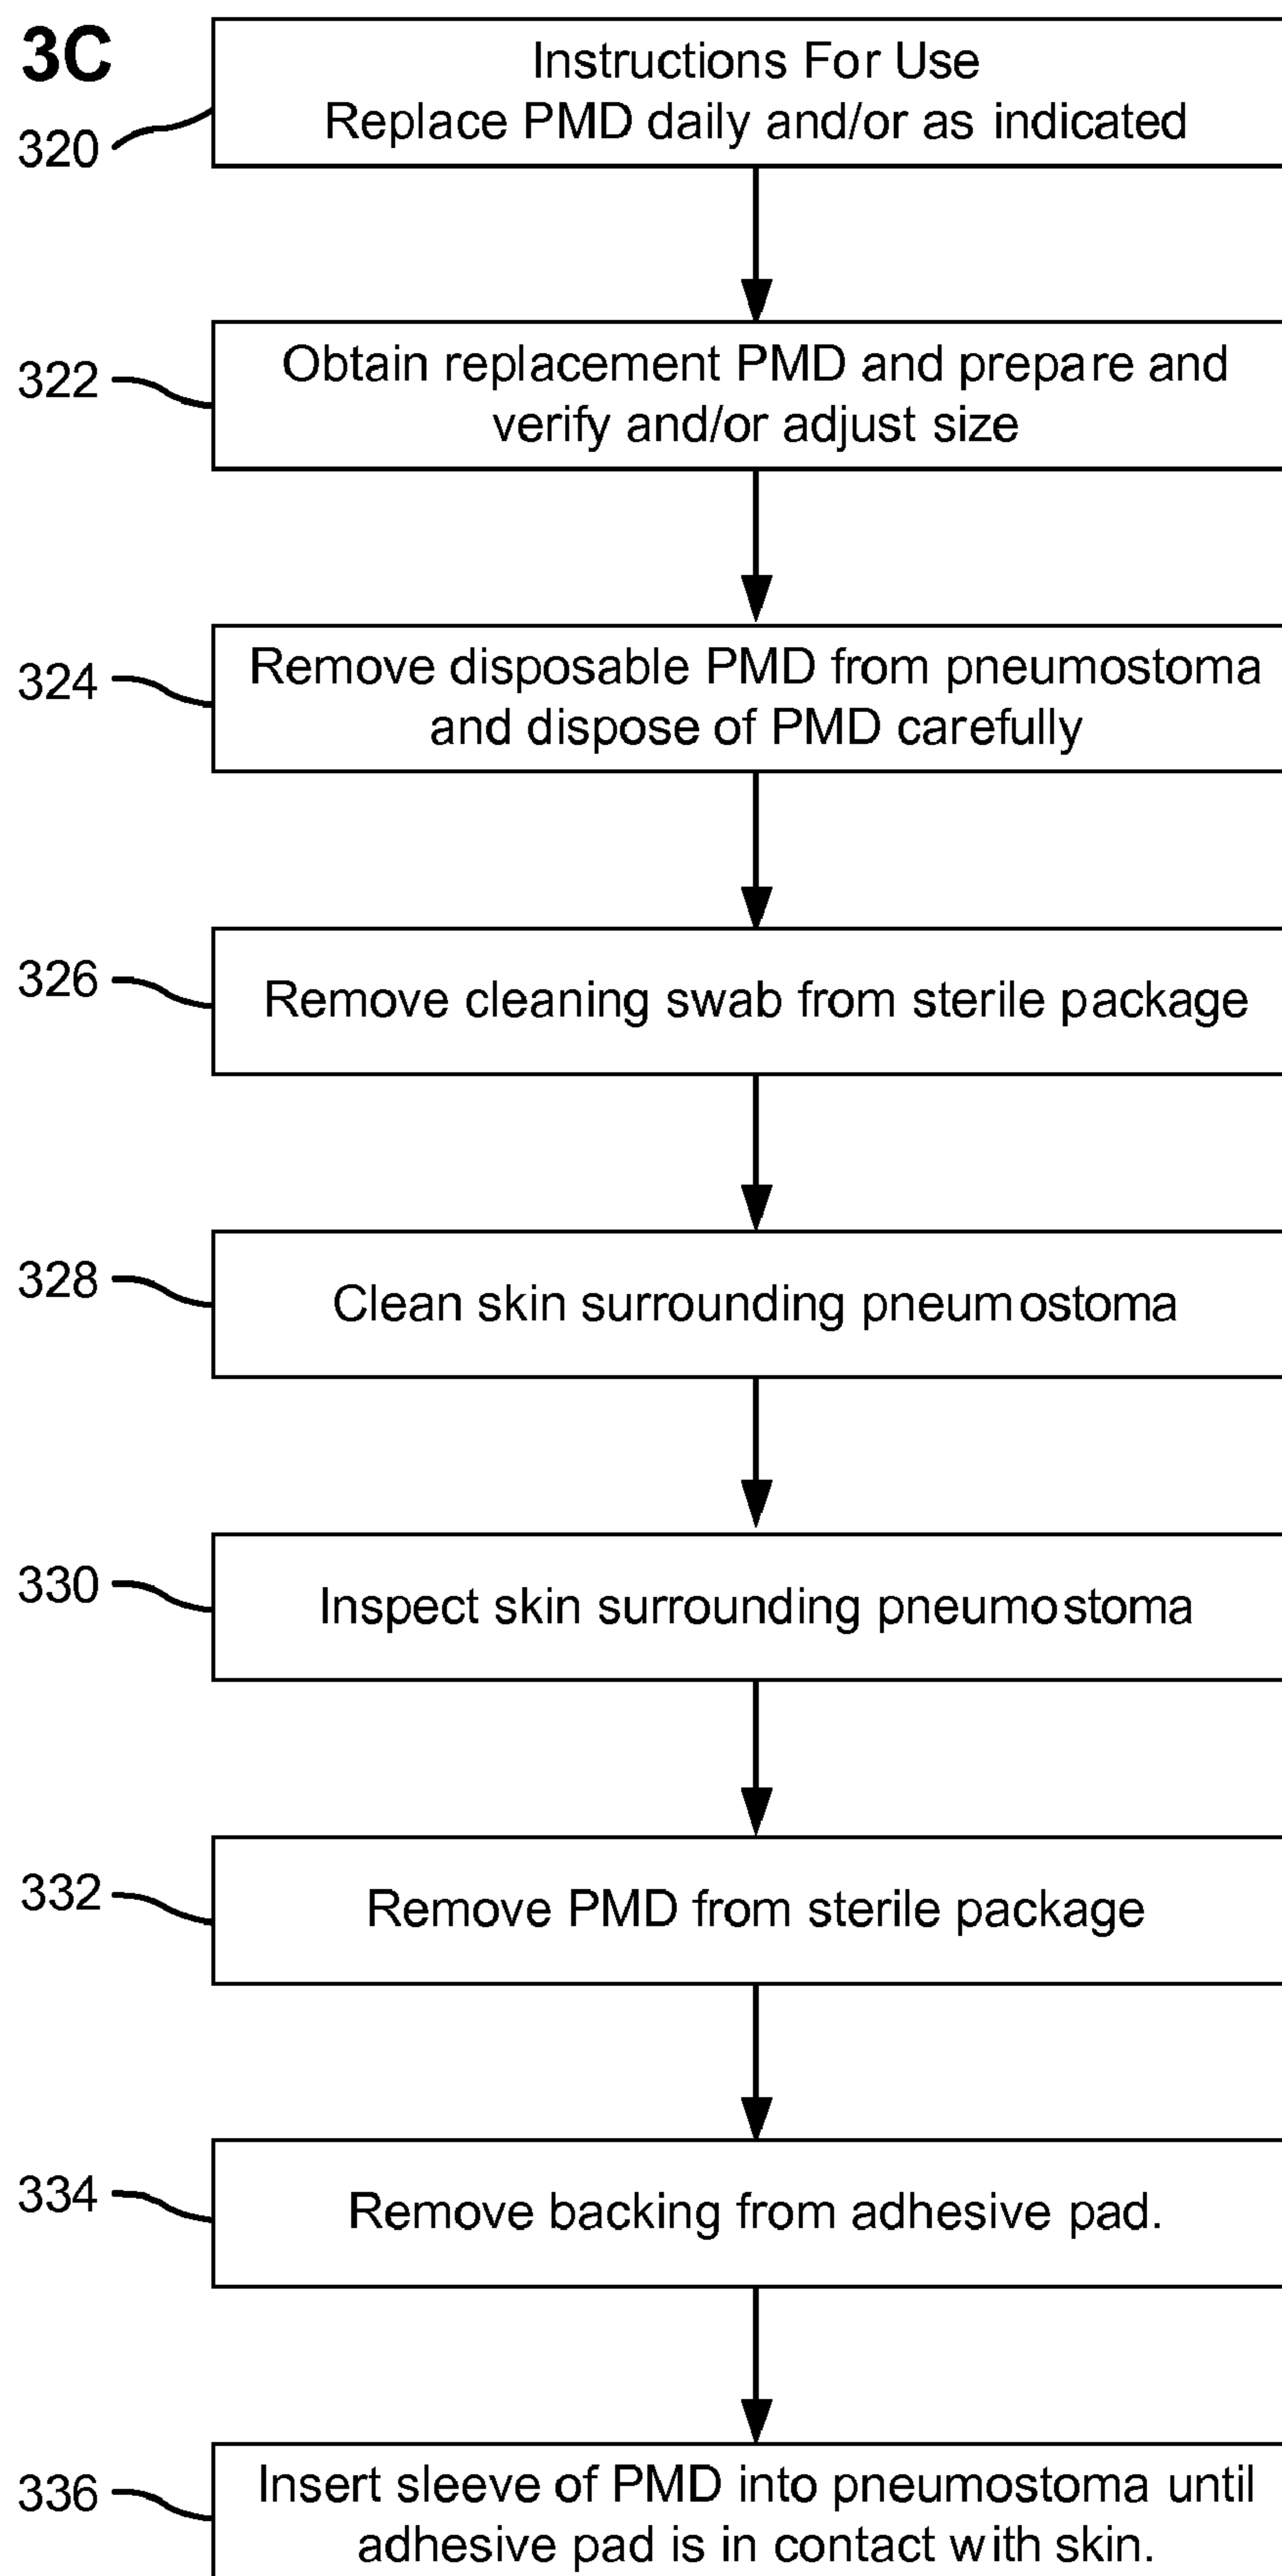 3C
Instructions For Use
Replace PMD daily and/or as indicated
320
Obtain replacement PMD and prepare and
verify and/or adjust size
322
Remove disposable PMD from pneumostoma
and dispose of PMD carefully
324
326
Remove cleaning swab from sterile package
328
Clean skin surrounding pneumostoma
330
Inspect skin surrounding pneumostoma
332
Remove PMD from sterile package
334
Remove backing from adhesive pad.
336
Insert sleeve of PMD into pneumostoma until
adhesive pad is in contact with skin.